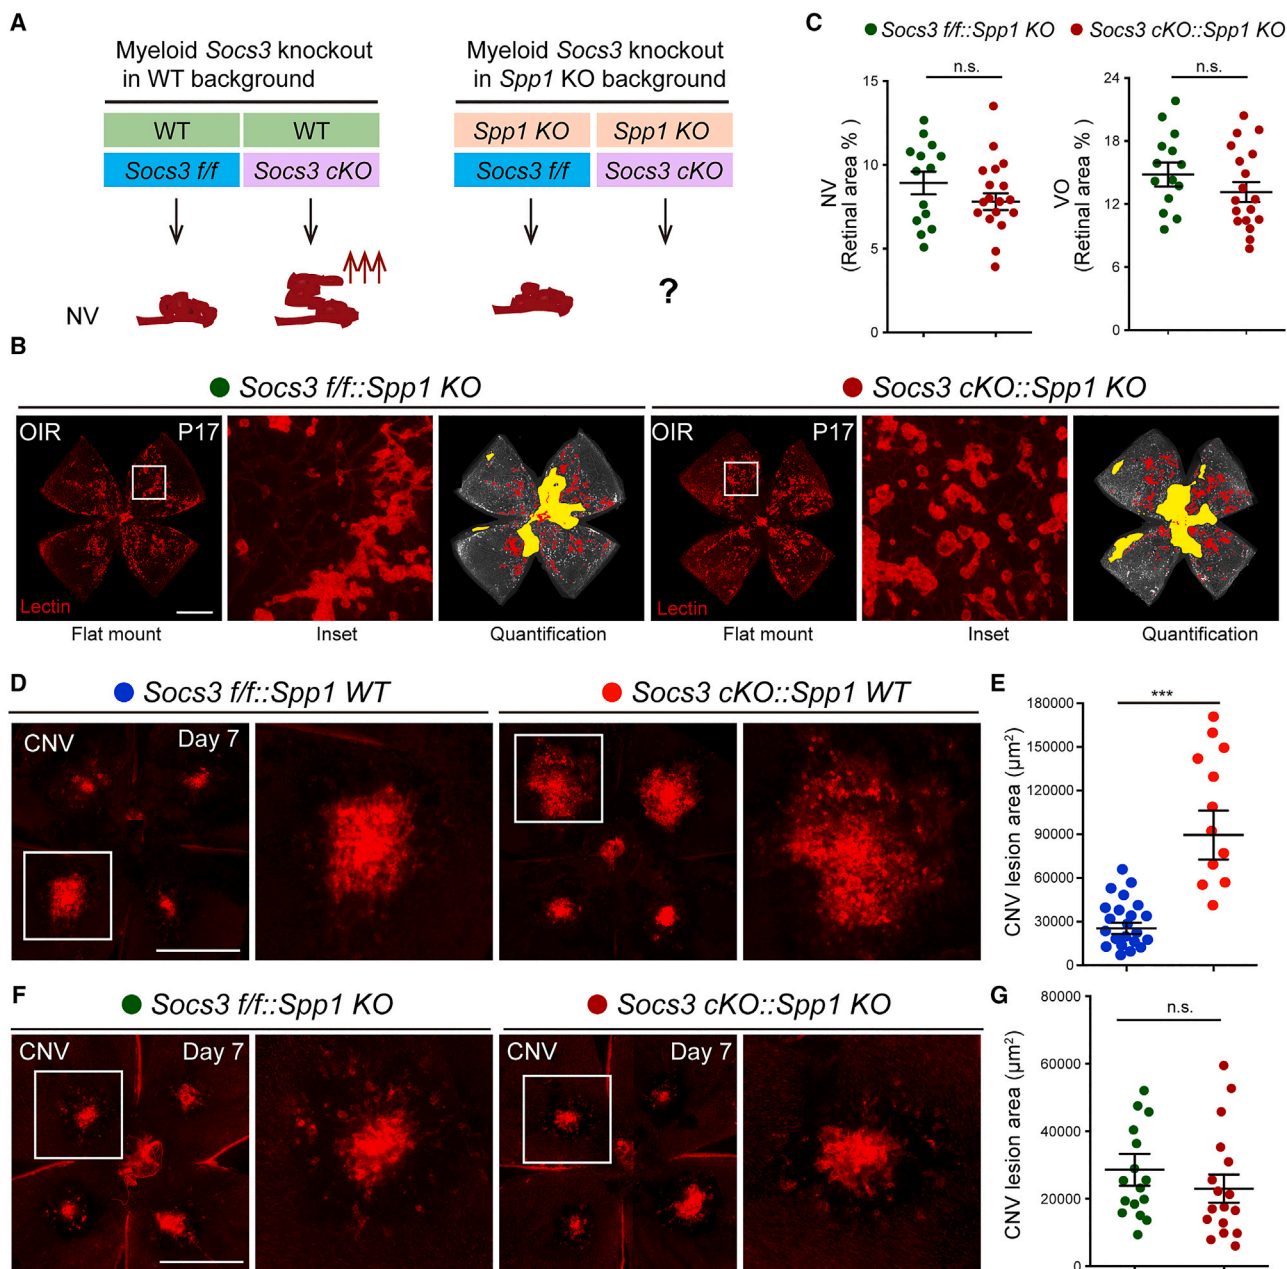 A
Myeloid Socs3 knockout
in WT background
Myeloid Socs3 knockout
in Spp1 KO background
WT
WT
Spp1 KO
Spp1 KO
Socs3 f/f
Socs3 cKO
Socs3 f/f
Socs3 cKO
NV
?
C
Socs3 f/f::Spp1 KO
Socs3 cKO::Spp1 KO
n.s.
NV
(Retinal area %)
15
10
5
0
n.s.
VO
(Retinal area %)
24
18
12
6
0
B
Socs3 f/f::Spp1 KO
Socs3 cKO::Spp1 KO
OIR
P17
Lectin
OIR
P17
Lectin
Flat mount
Inset
Quantification
Flat mount
Inset
Quantification
D
Socs3 f/f::Spp1 WT
Socs3 cKO::Spp1 WT
CNV
Day 7
E
***
CNV lesion area (μm²)
180000
150000
120000
90000
60000
30000
0
F
Socs3 f/f::Spp1 KO
Socs3 cKO::Spp1 KO
CNV
Day 7
CNV
Day 7
G
n.s.
CNV lesion area (μm²)
80000
60000
40000
20000
0